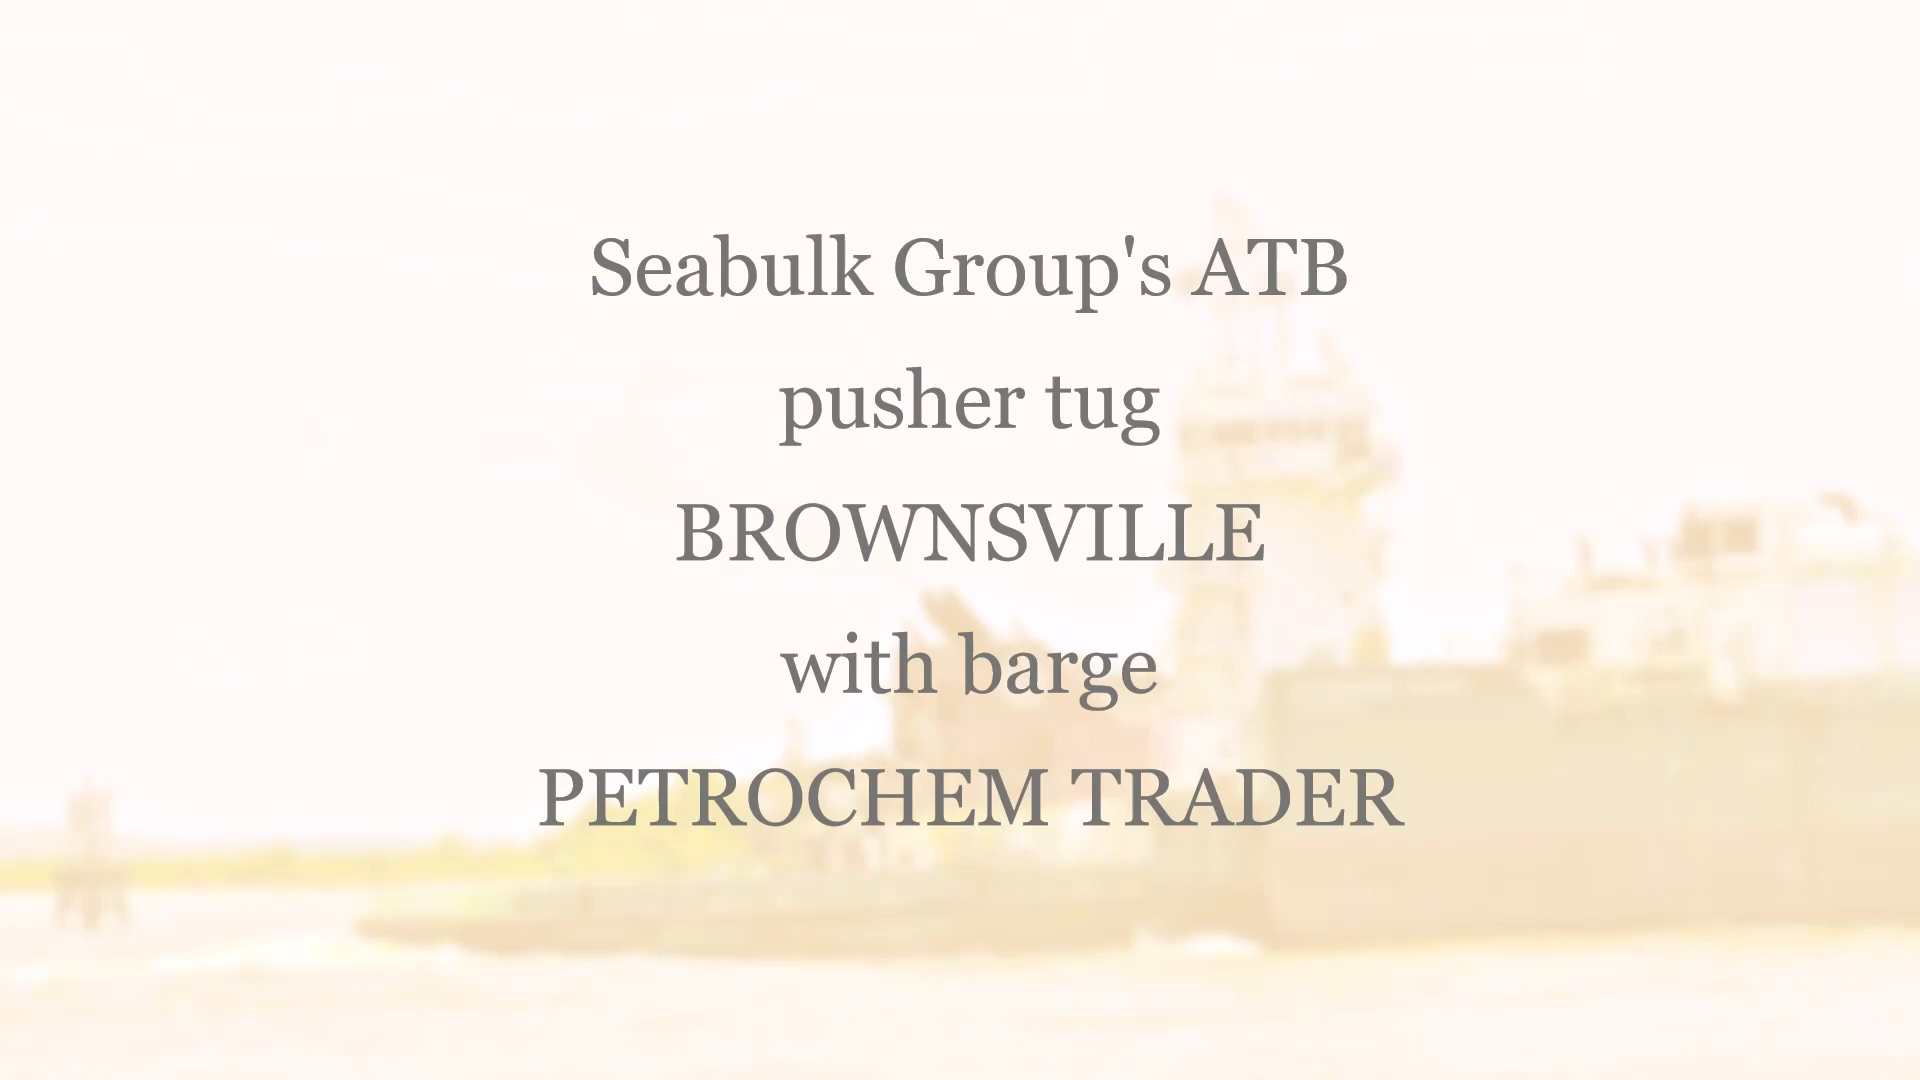 Seabulk Group's ATB
pusher tug
BROWNSVILLE
with barge
PETROCHEM TRADER